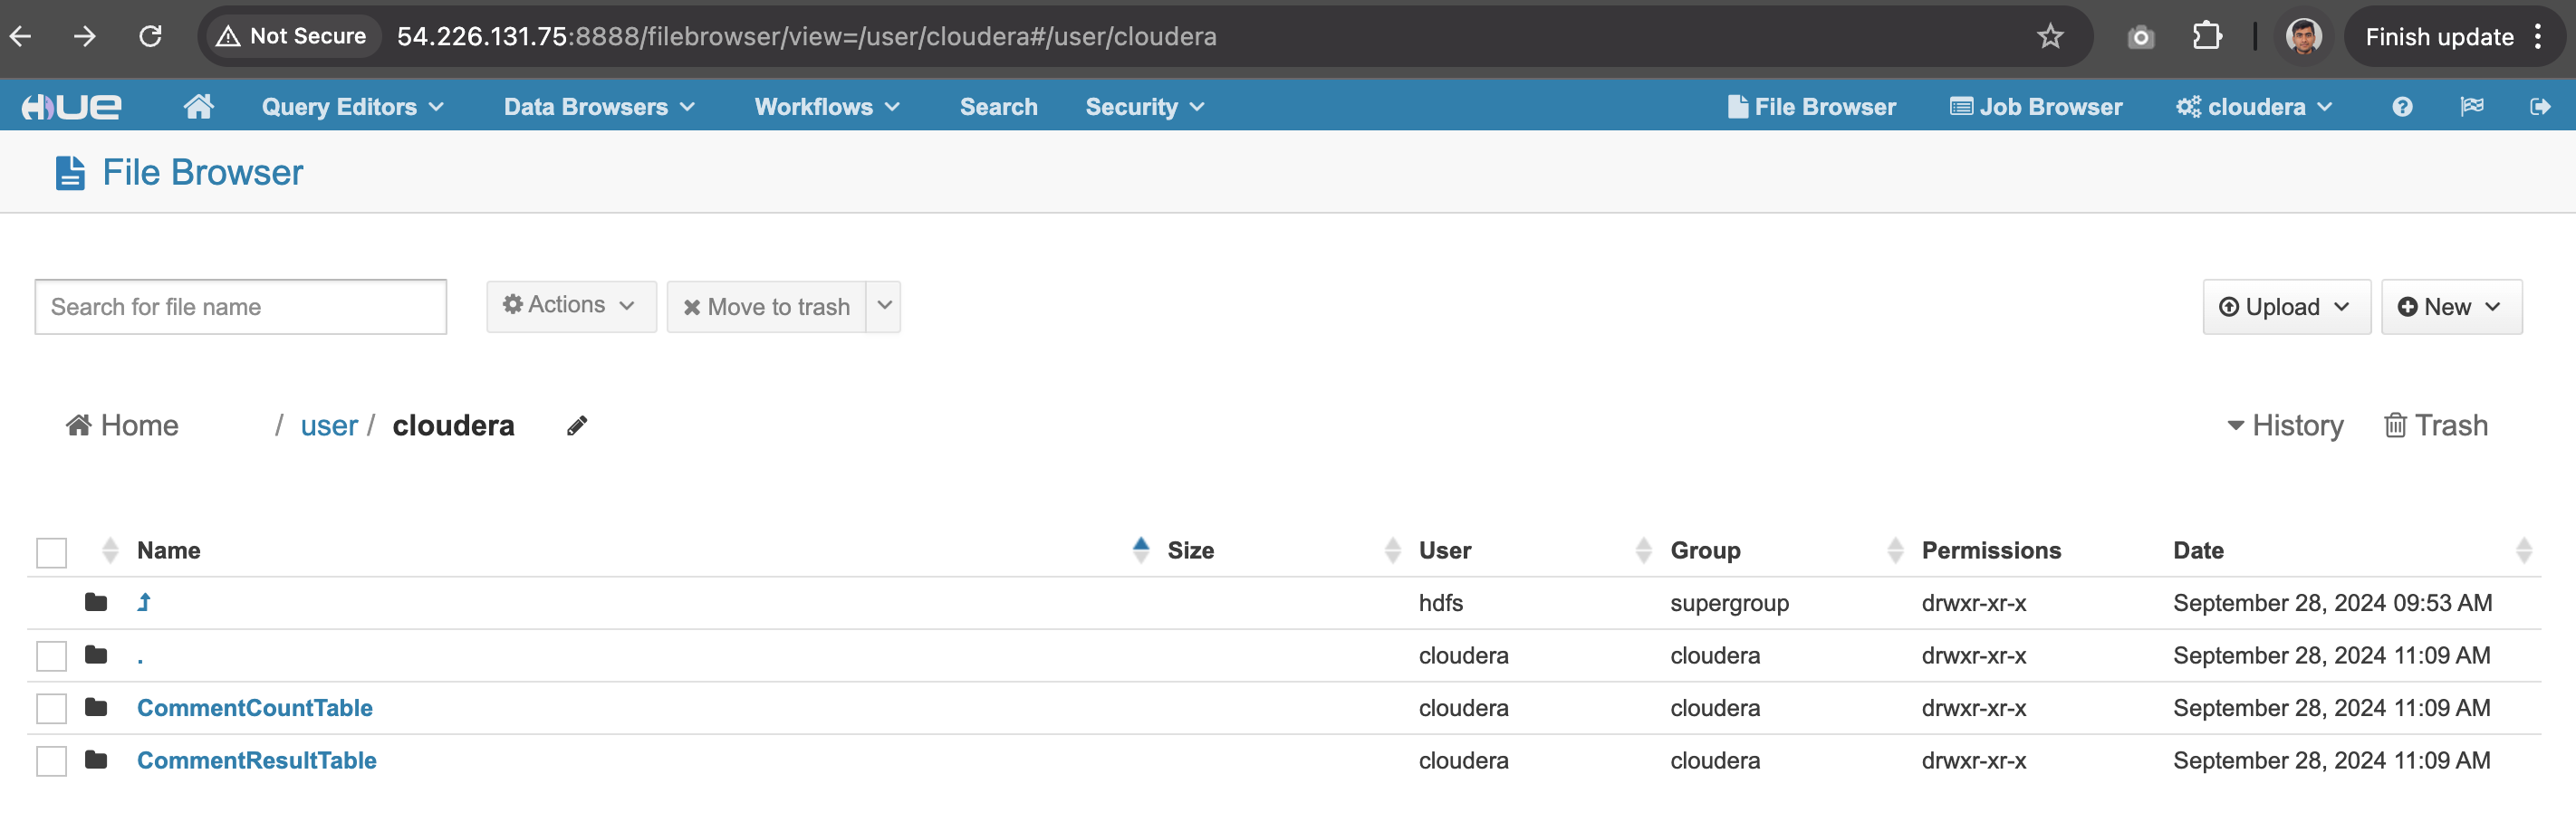 Not Secure 54.226.131.75:8888/filebrowser/view=/user/cloudera#/user/cloudera Finish update
HUE Query Editors Data Browsers Workflows Search Security File Browser Job Browser cloudera
File Browser
Search for file name Actions Move to trash Upload New
Home / user / cloudera History Trash
Name Size User Group Permissions Date
hdfs supergroup drwxr-xr-x September 28, 2024 09:53 AM
. cloudera cloudera drwxr-xr-x September 28, 2024 11:09 AM
CommentCountTable cloudera cloudera drwxr-xr-x September 28, 2024 11:09 AM
CommentResultTable cloudera cloudera drwxr-xr-x September 28, 2024 11:09 AM